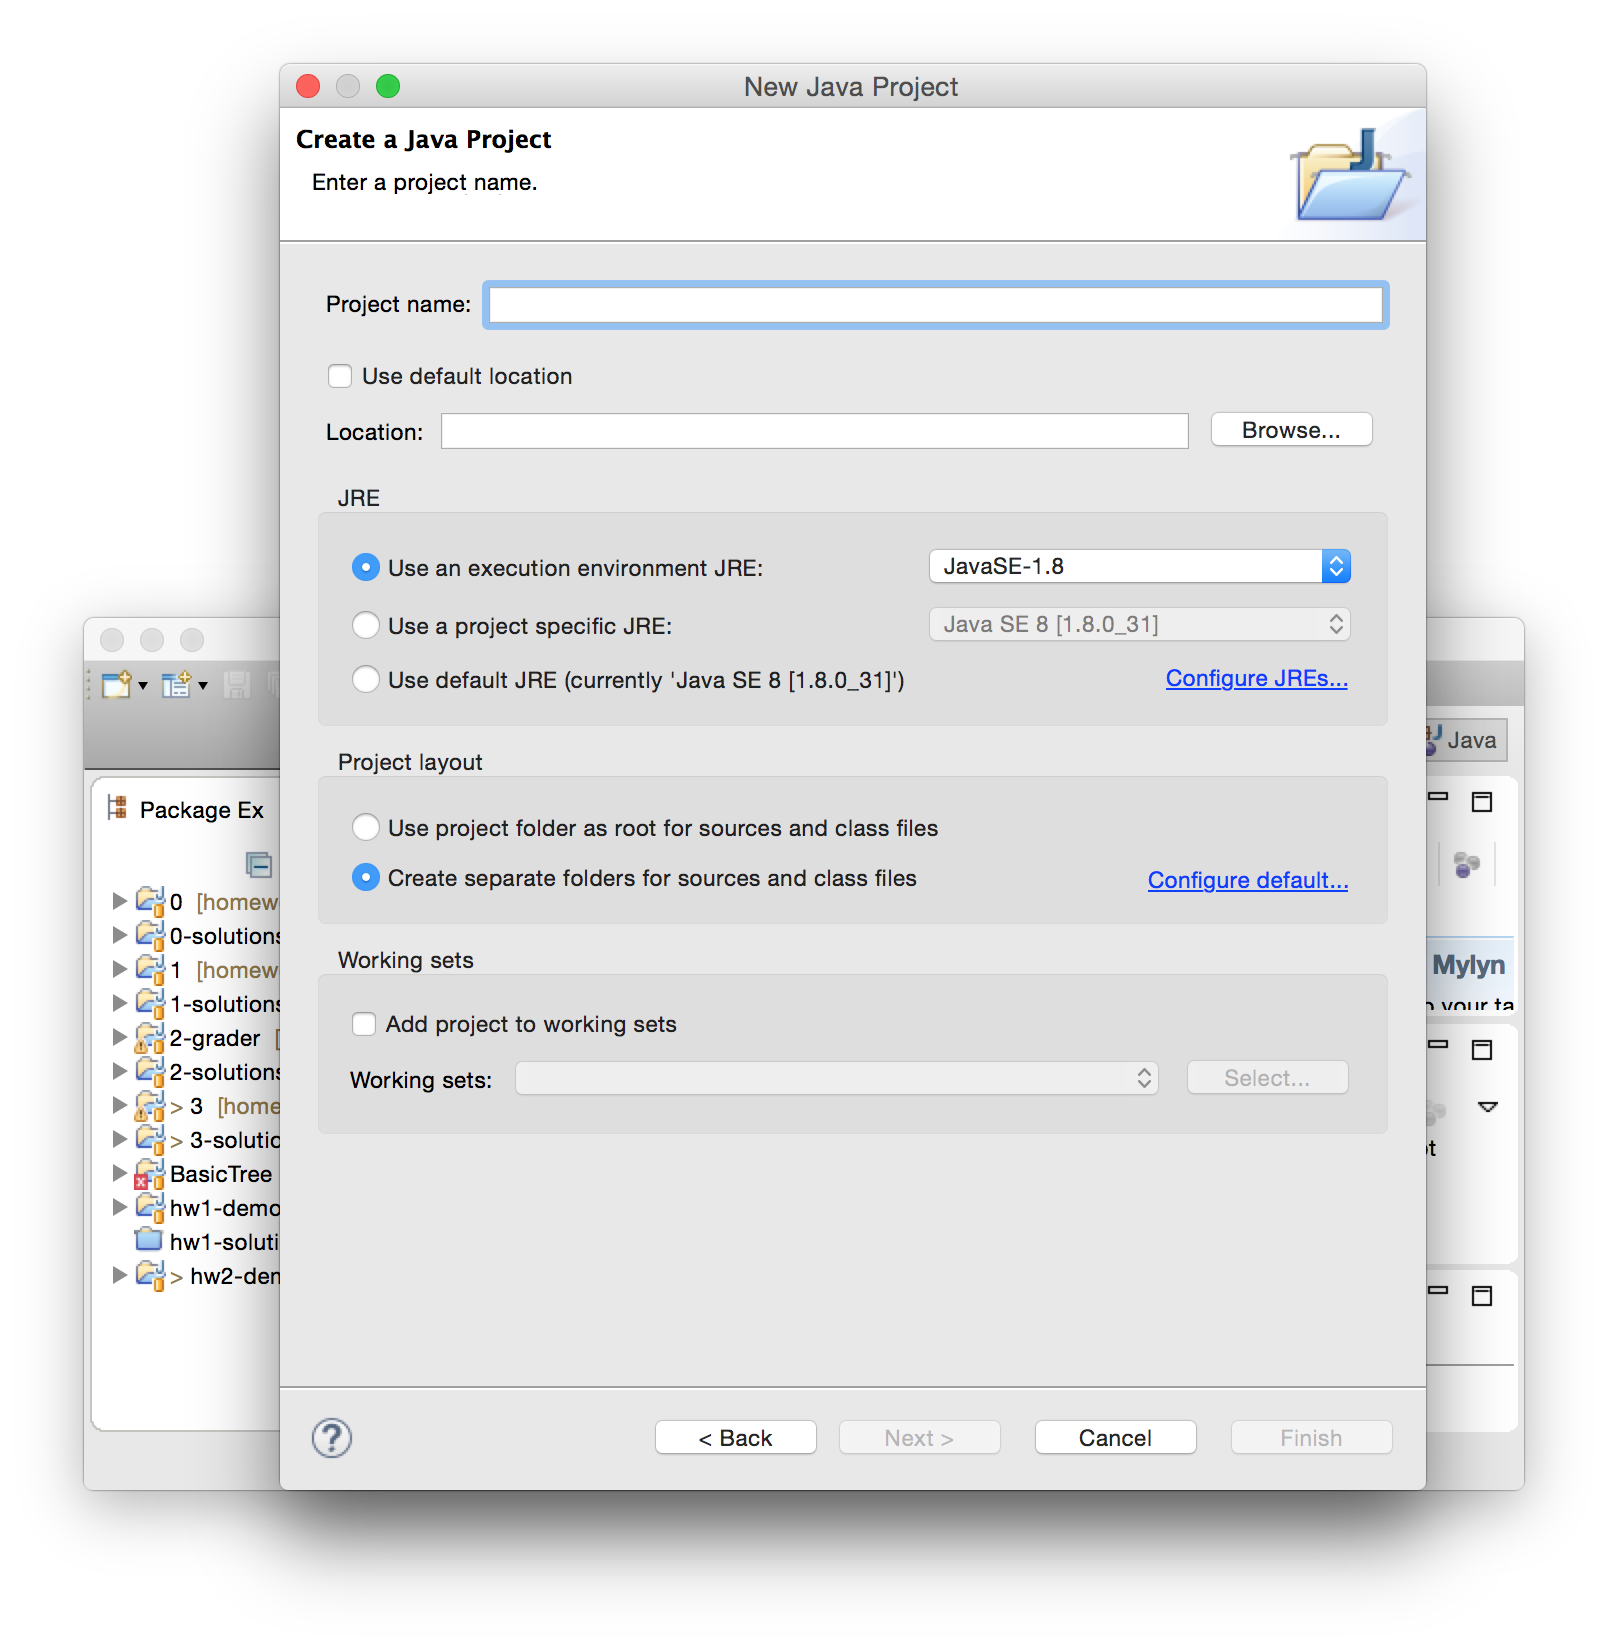 New Java Project
Create a Java Project
Enter a project name.
Project name:
Use default location
Location:
Browse...
JRE
Use an execution environment JRE:
JavaSE-1.8
Use a project specific JRE:
Java SE 8 [1.8.0_31]
Use default JRE (currently 'Java SE 8 [1.8.0_31]')
Configure JREs...
Project layout
Use project folder as root for sources and class files
Create separate folders for sources and class files
Configure default...
Working sets
Add project to working sets
Working sets:
Select...
?
< Back
Next >
Cancel
Finish
Package Ex
0 [homew
0-solutions
1 [homew
1-solutions
2-grader [
2-solutions
> 3 [home
> 3-solutio
BasicTree
hw1-demo
hw1-soluti
> hw2-den
Java
Mylyn
your ta